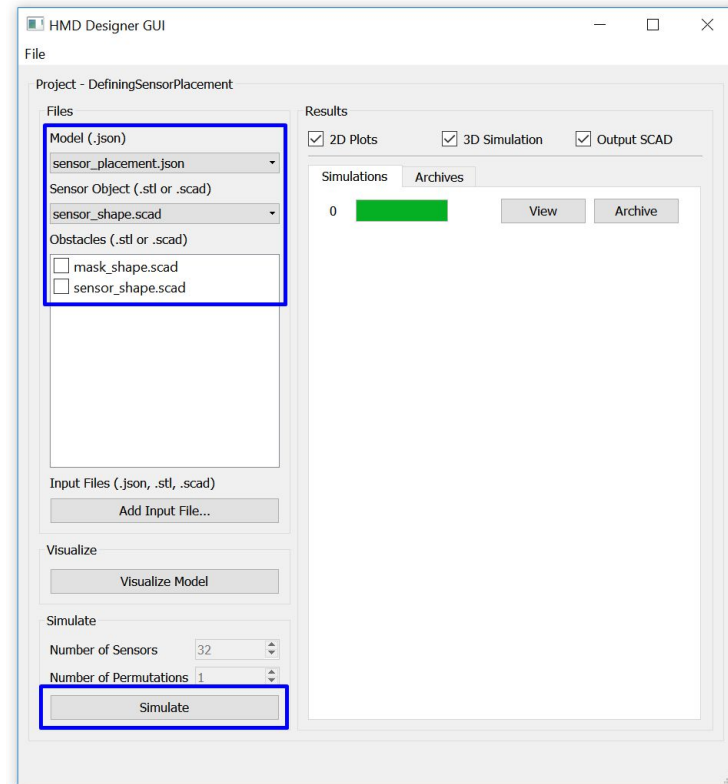 HMD Designer GUI
File
Project - DefiningSensorPlacement
Files
Model (.json)
sensor_placement.json
Sensor Object (.stl or .scad)
sensor_shape.scad
Obstacles (.stl or .scad)
mask_shape.scad
sensor_shape.scad
Input Files (.json, .stl, .scad)
Add Input File...
Visualize
Visualize Model
Simulate
Number of Sensors 32
Number of Permutations 1
Simulate
Results
2D Plots 3D Simulation Output SCAD
Simulations Archives
0 View Archive